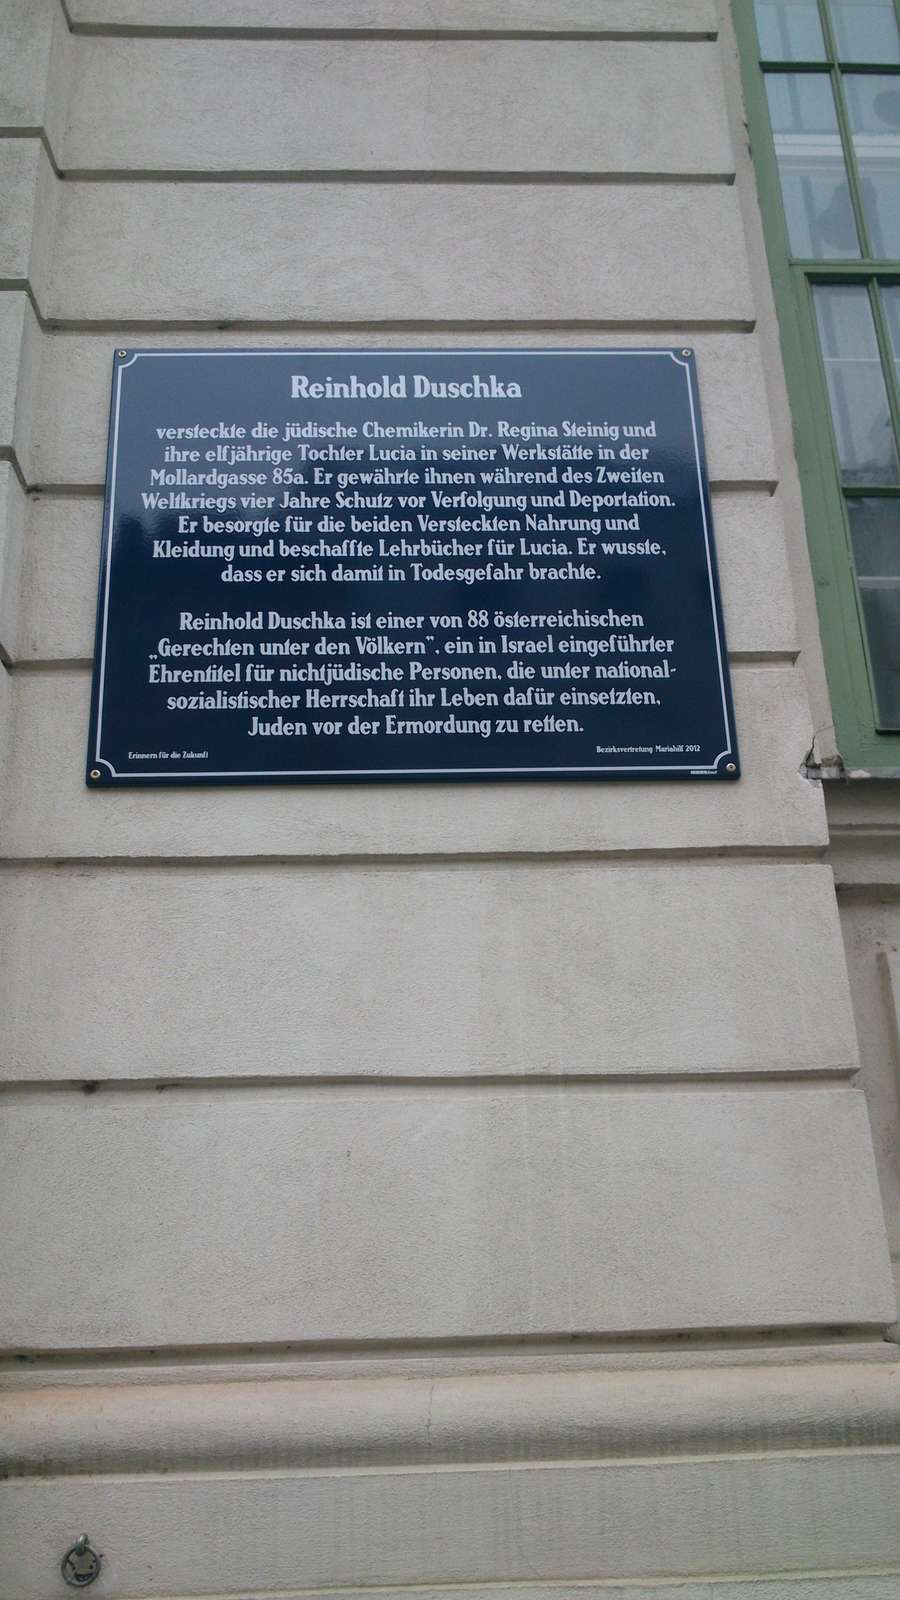 Reinhold Duschka
versteckte die jüdische Chemikerin Dr. Regina Steinig und
ihre elfjährige Tochter Lucia in seiner Werkstätte in der
Mollardgasse 85a. Er gewährte ihnen während des Zweiten
Weltkriegs vier Jahre Schutz vor Verfolgung und Deportation.
Er besorgte für die beiden Versteckten Nahrung und
Kleidung und beschaffte Lehrbücher für Lucia. Er wusste,
dass er sich damit in Todesgefahr brachte.
Reinhold Duschka ist einer von 88 österreichischen
„Gerechten unter den Völkern", ein in Israel eingeführter
Ehrentitel für nichtjüdische Personen, die unter national-
sozialistischer Herrschaft ihr Leben dafür einsetzten,
Juden vor der Ermordung zu retten.
Erinnern für die Zukunft
Bezirksvertretung Mariahilf 2012